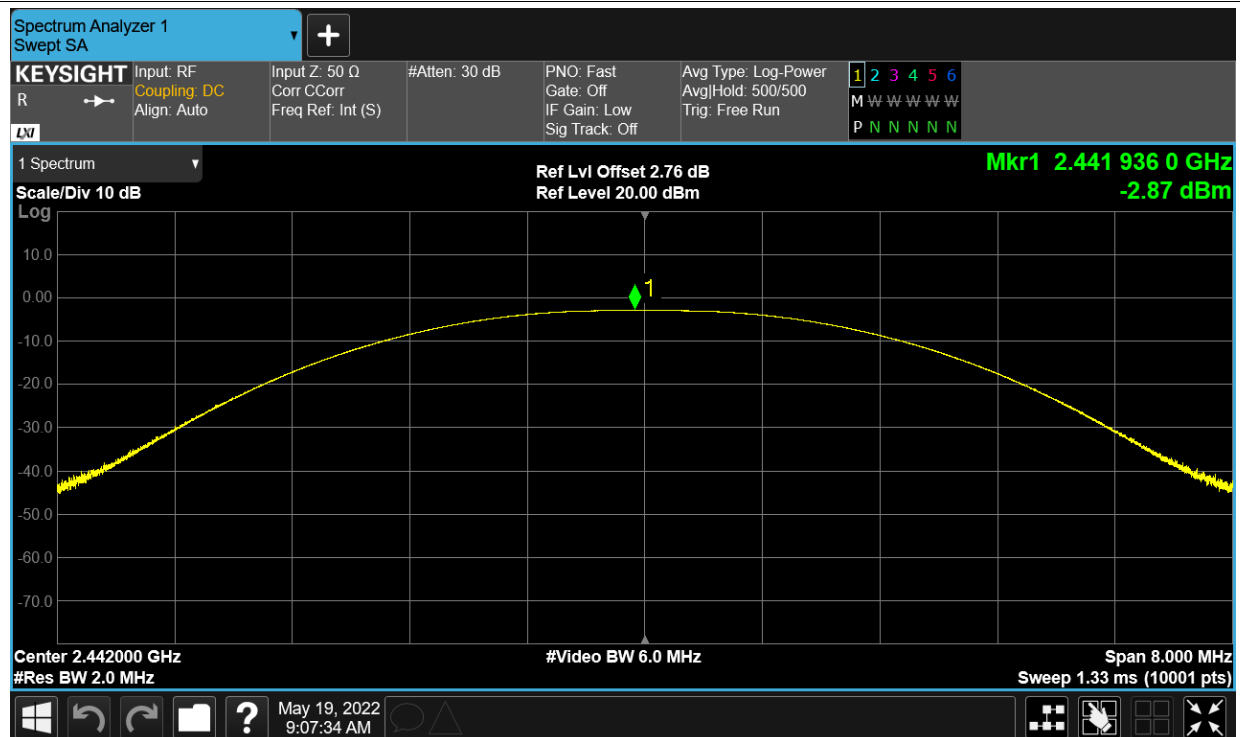 Spectrum Analyzer 1
Swept SA
+
KEYSIGHT
R
LXI
Input: RF
Coupling: DC
Align: Auto
Input Z: 50 Ω
Corr CCorr
Freq Ref: Int (S)
#Atten: 30 dB
PNO: Fast
Gate: Off
IF Gain: Low
Sig Track: Off
Avg Type: Log-Power
Avg|Hold: 500/500
Trig: Free Run
1 2 3 4 5 6
M W W W W W
P N N N N N
1 Spectrum
Scale/Div 10 dB
Ref Lvl Offset 2.76 dB
Ref Level 20.00 dBm
Mkr1 2.441 936 0 GHz
-2.87 dBm
Log
10.0
0.00
-10.0
-20.0
-30.0
-40.0
-50.0
-60.0
-70.0
1
Center 2.442000 GHz
#Res BW 2.0 MHz
#Video BW 6.0 MHz
Span 8.000 MHz
Sweep 1.33 ms (10001 pts)
?
May 19, 2022
9:07:34 AM